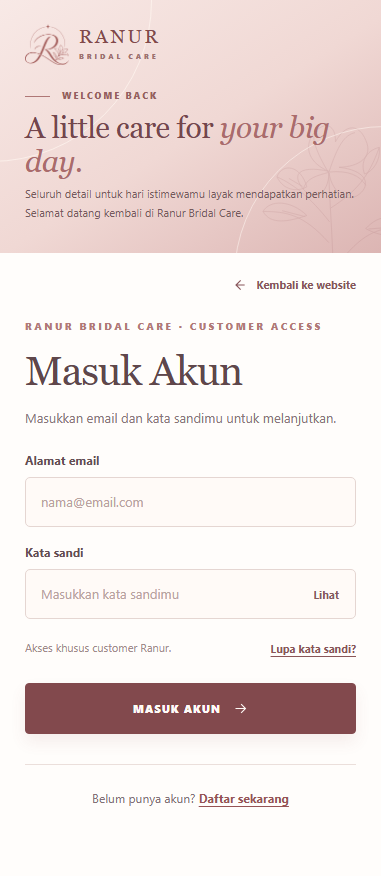 RANUR
BRIDAL CARE
WELCOME BACK
A little care for your big
day.
Seluruh detail untuk hari istimewamu layak mendapatkan perhatian.
Selamat datang kembali di Ranur Bridal Care.
← Kembali ke website
RANUR BRIDAL CARE · CUSTOMER ACCESS
Masuk Akun
Masukkan email dan kata sandimu untuk melanjutkan.
Alamat email
nama@email.com
Kata sandi
Masukkan kata sandimu Lihat
Akses khusus customer Ranur. Lupa kata sandi?
MASUK AKUN →
Belum punya akun? Daftar sekarang